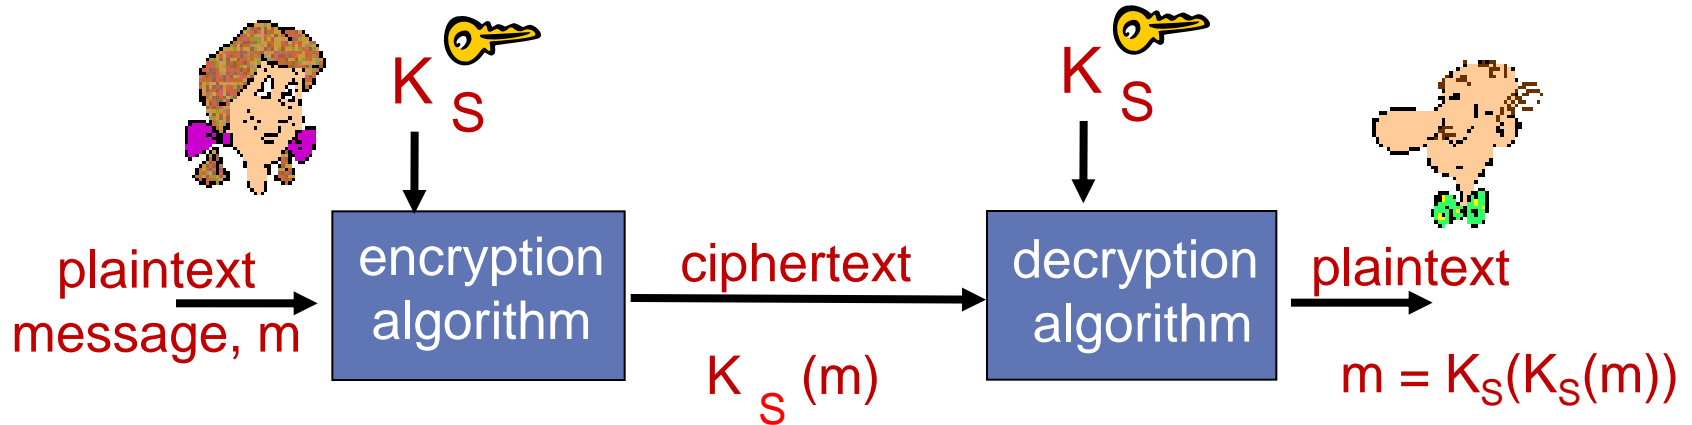 K S
K S
plaintext
message, m
encryption
algorithm
ciphertext
K S (m)
decryption
algorithm
plaintext
m = KS(KS(m))